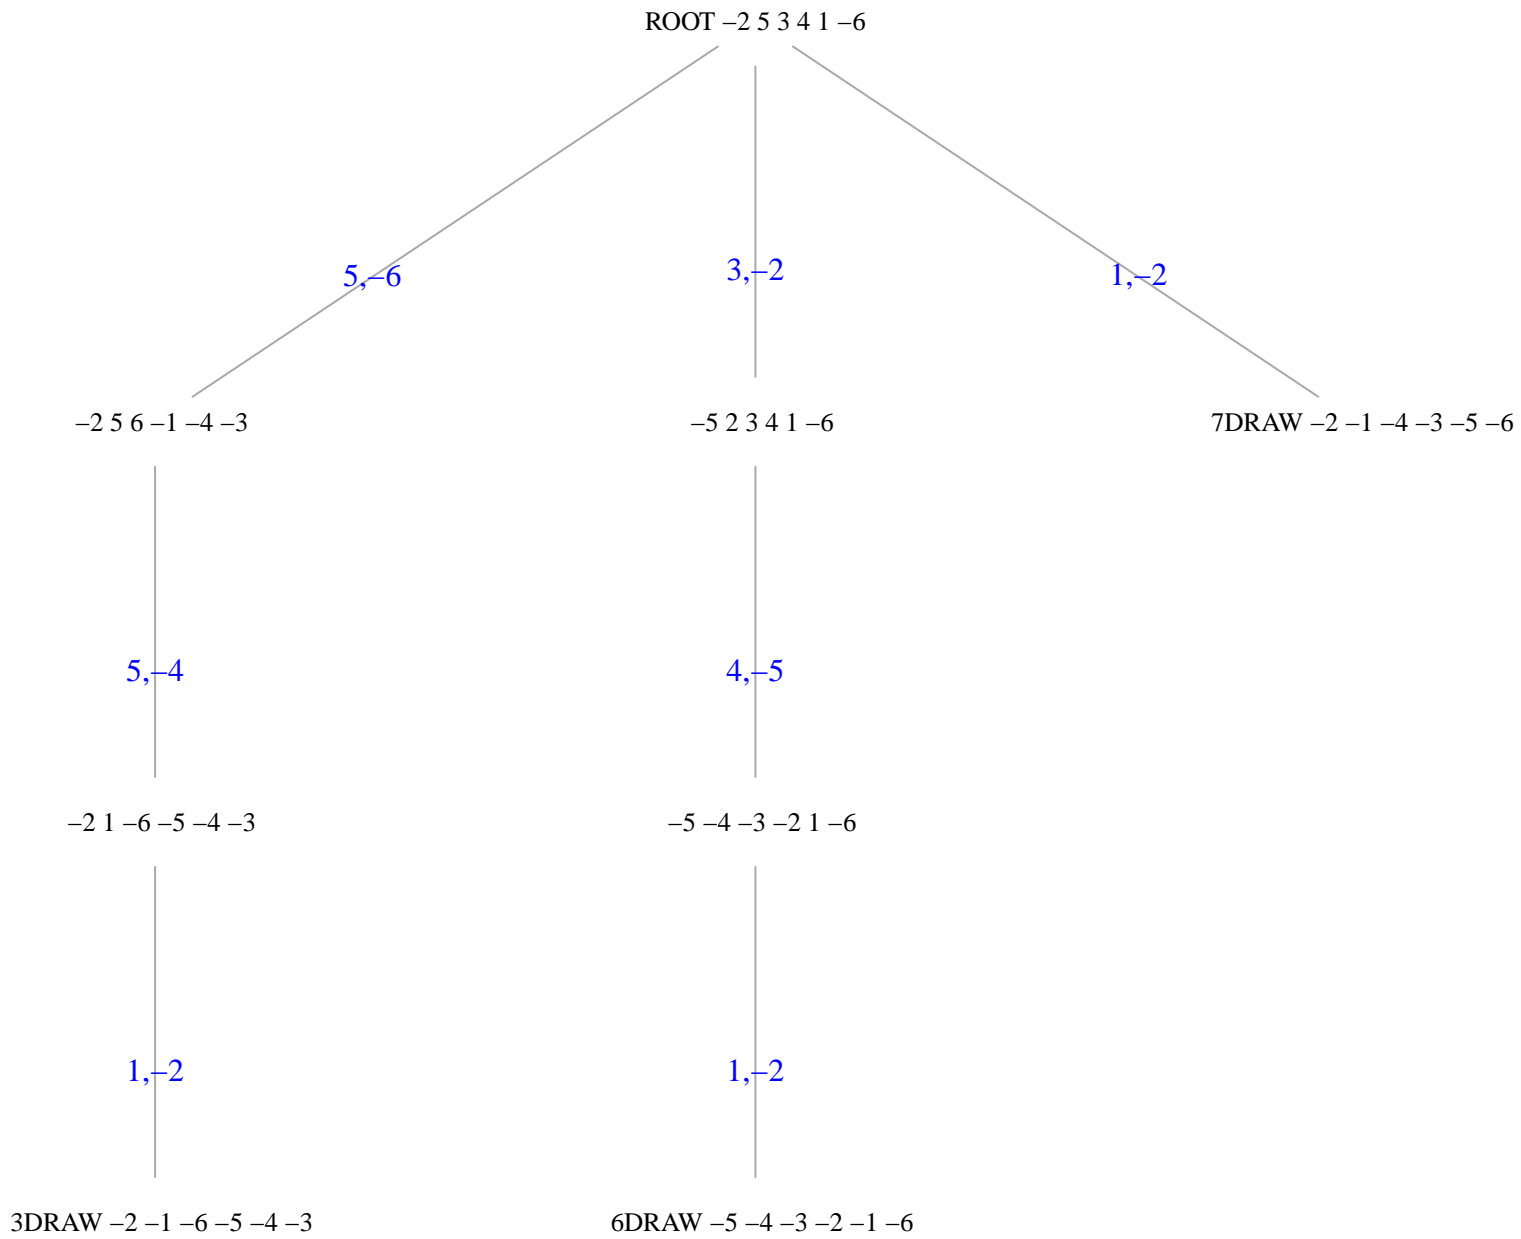 ROOT –2 5 3 4 1 –6
5,–6
3,–2
1,–2
–2 5 6 –1 –4 –3
–5 2 3 4 1 –6
7DRAW –2 –1 –4 –3 –5 –6
5,–4
4,–5
–2 1 –6 –5 –4 –3
–5 –4 –3 –2 1 –6
1,–2
1,–2
3DRAW –2 –1 –6 –5 –4 –3
6DRAW –5 –4 –3 –2 –1 –6